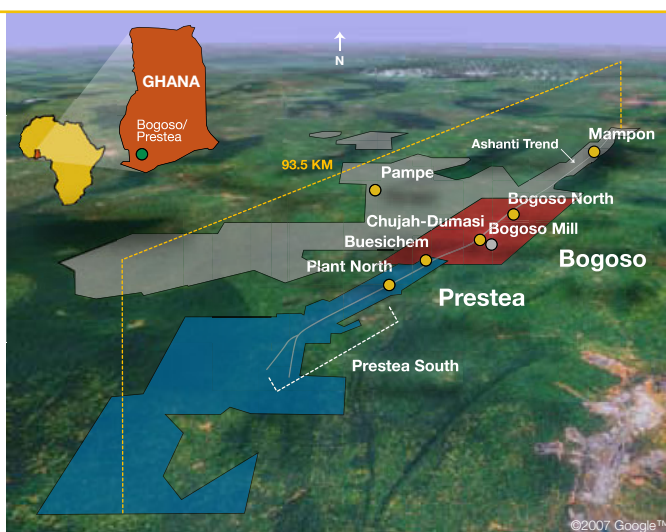 N
GHANA
Bogoso/
Prestea
93.5 KM
Ashanti Trend
Mampon
Pampe
Bogoso North
Chujah-Dumasi
Bogoso Mill
Buesichem
Bogoso
Plant North
Prestea
Prestea South
©2007 Google™